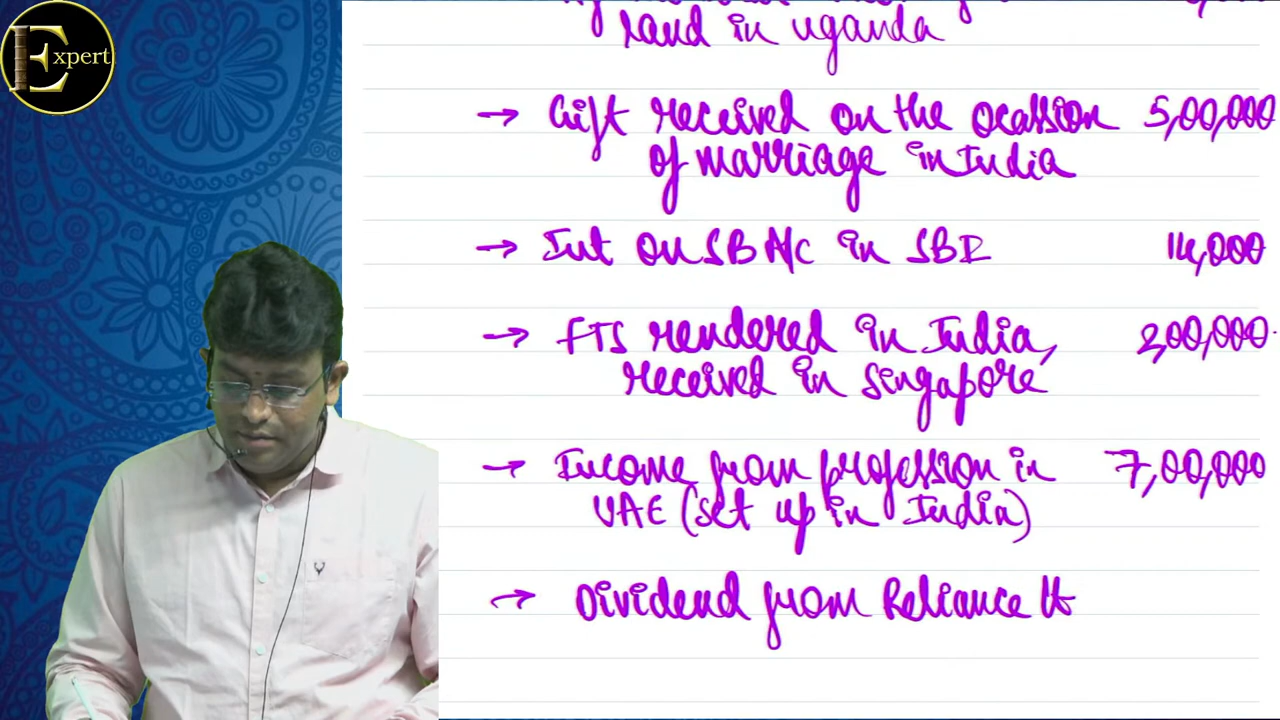 Expert
land in uganda
→ Gift received on the ocassion 5,00,000
of marriage in India
→ Int on SB A/c in SBI 14,000
→ FTS rendered in India, 2,00,000
received in Singapore
→ Income from profession in 7,00,000
UAE (set up in India)
→ Dividend from Reliance lt